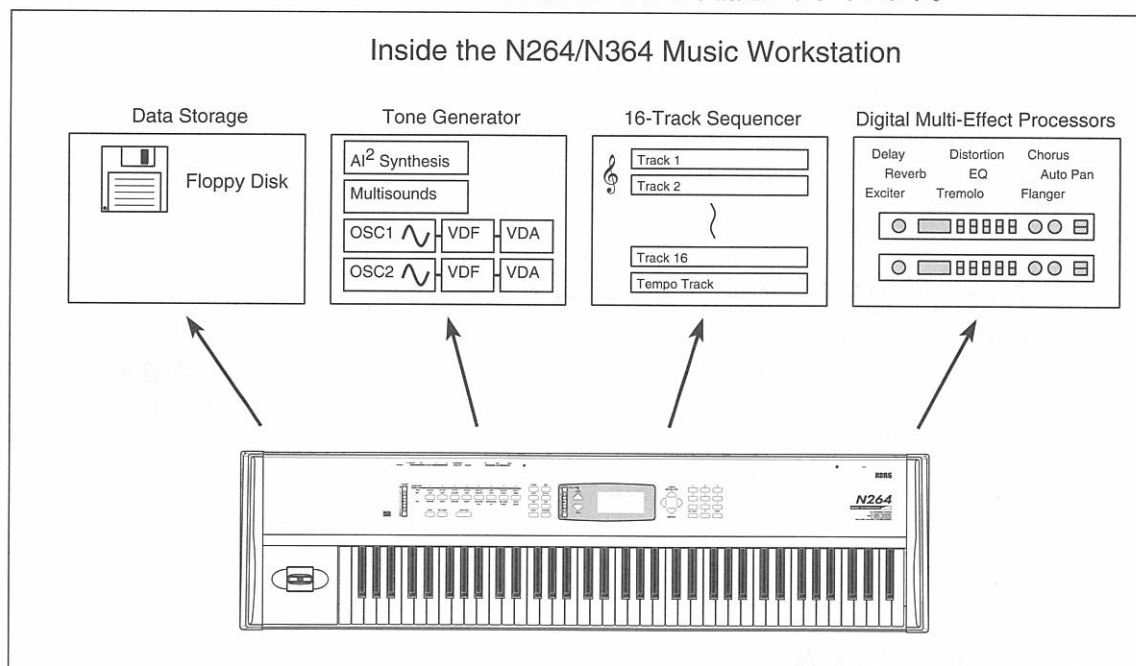 Inside the N264/N364 Music Workstation
Data Storage
Floppy Disk
Tone Generator
AI2 Synthesis
Multisounds
OSC1 VDF VDA
OSC2 VDF VDA
16-Track Sequencer
Track 1
Track 2
Track 16
Tempo Track
Digital Multi-Effect Processors
Delay Distortion Chorus
Reverb EQ Auto Pan
Exciter Tremolo Flanger
KORG
N264